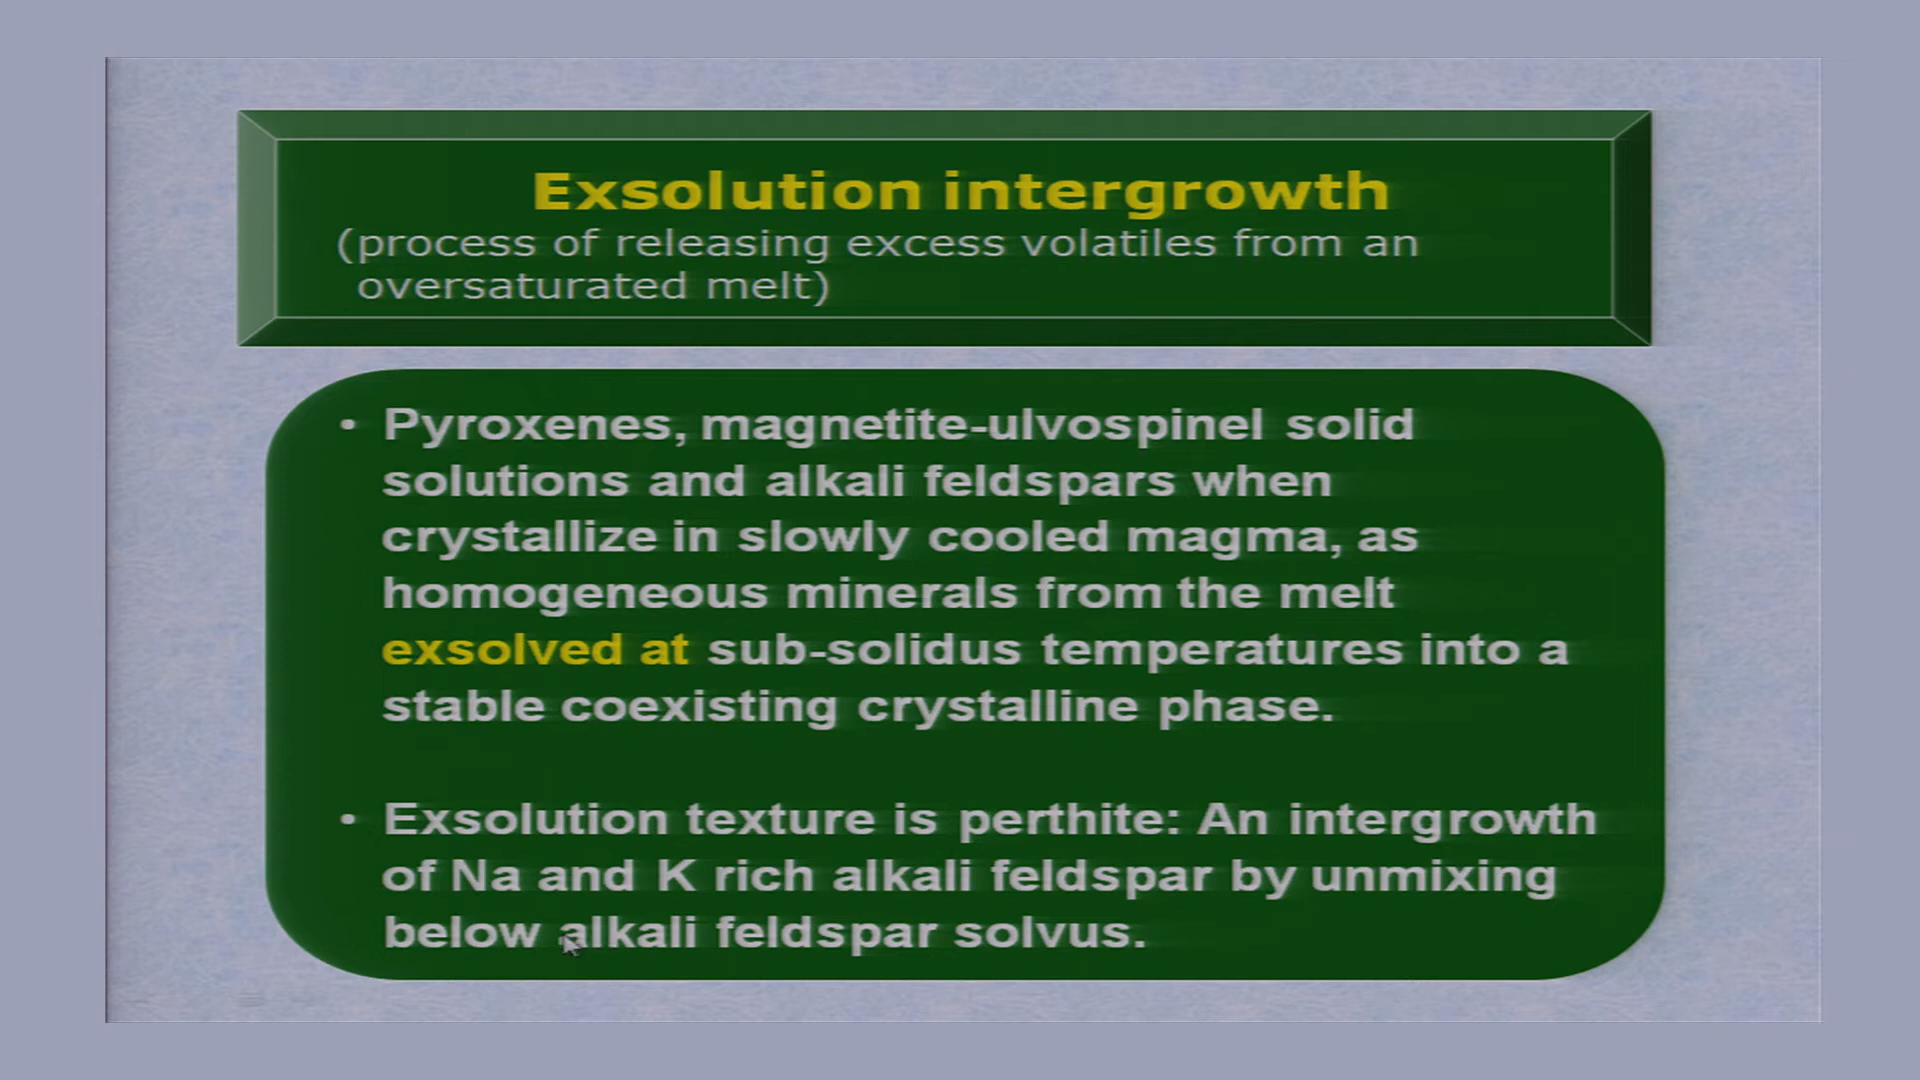 Exsolution intergrowth
(process of releasing excess volatiles from an
oversaturated melt)
• Pyroxenes, magnetite-ulvospinel solid
solutions and alkali feldspars when
crystallize in slowly cooled magma, as
homogeneous minerals from the melt
exsolved at sub-solidus temperatures into a
stable coexisting crystalline phase.
• Exsolution texture is perthite: An intergrowth
of Na and K rich alkali feldspar by unmixing
below alkali feldspar solvus.